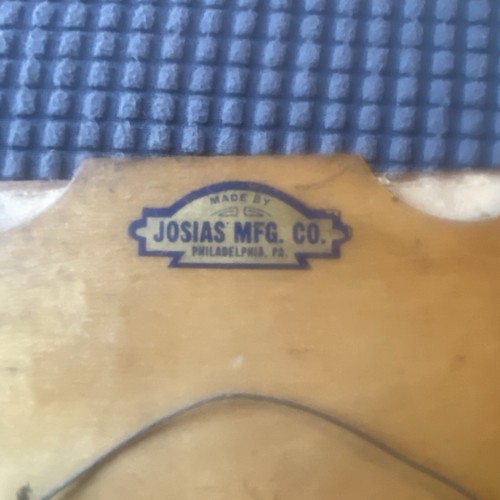 MADE BY
JOSIAS MFG. CO.
PHILADELPHIA, PA.